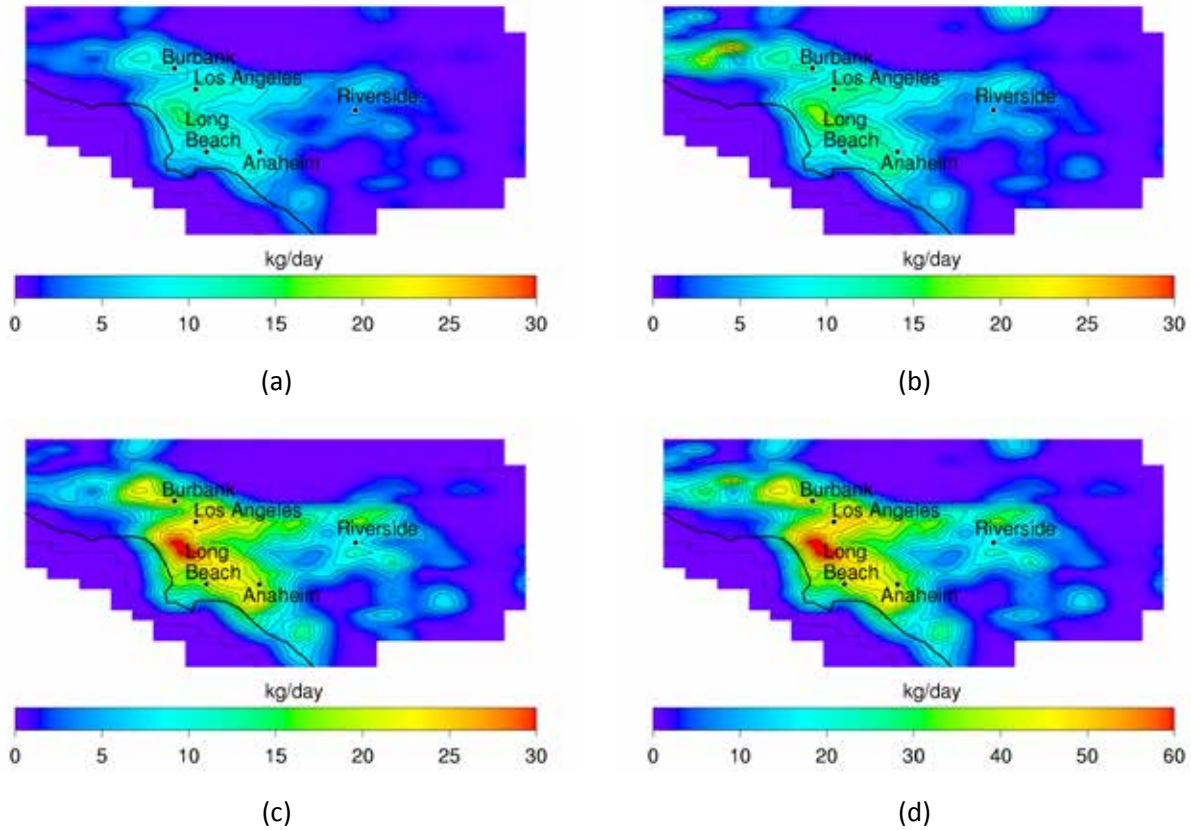 Burbank
Los Angeles
Riverside
Long
Beach
Anaheim
kg/day
0 5 10 15 20 25 30
(a)
Burbank
Los Angeles
Riverside
Long
Beach
Anaheim
kg/day
0 5 10 15 20 25 30
(b)
Burbank
Los Angeles
Riverside
Long
Beach
Anaheim
kg/day
0 5 10 15 20 25 30
(c)
Burbank
Los Angeles
Riverside
Long
Beach
Anaheim
kg/day
0 10 20 30 40 50 60
(d)